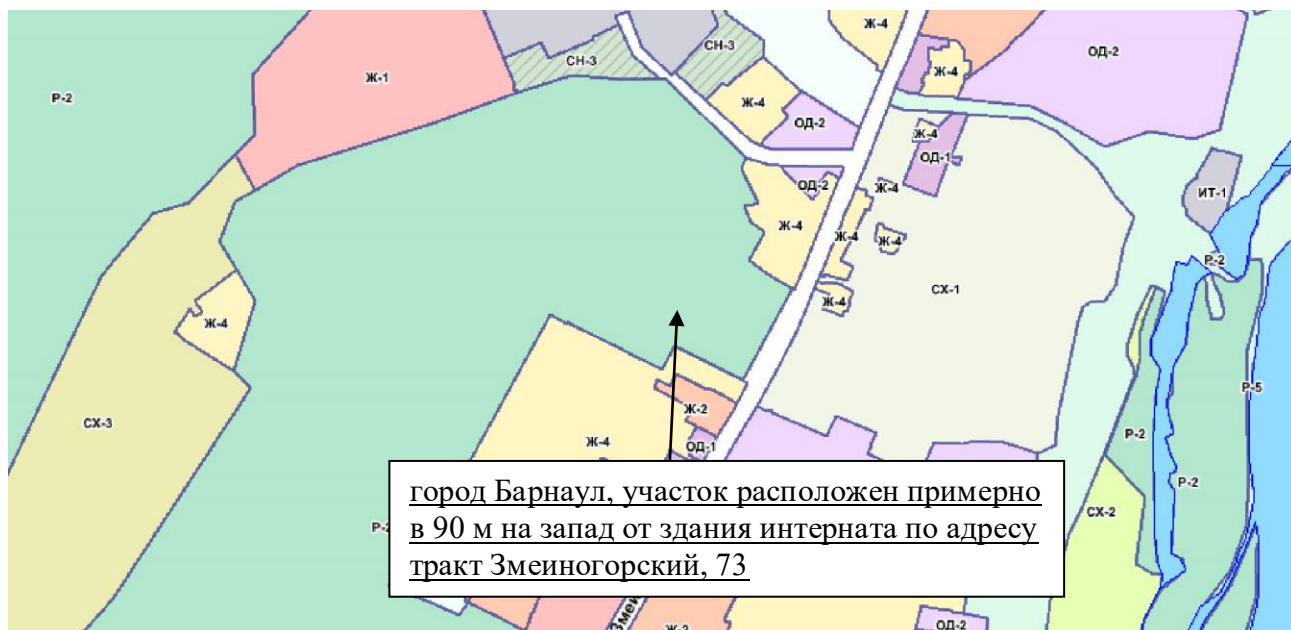 Ж-4
СН-3
СН-3
ОД-2
Ж-1
Ж-4
Р-2
Ж-4
ОД-2
Ж-4
ОД-1
ОД-2
Ж-4
ИТ-1
Ж-4
Ж-4
Ж-4
Р-2
СХ-1
Ж-4
Ж-4
Р-5
Ж-2
СХ-3
Ж-4
ОД-1
Р-2
Р-2
СХ-2
город Барнаул, участок расположен примерно
в 90 м на запад от здания интерната по адресу
тракт Змеиногорский, 73
Р-2
Змеи
Ж-2
ОД-2